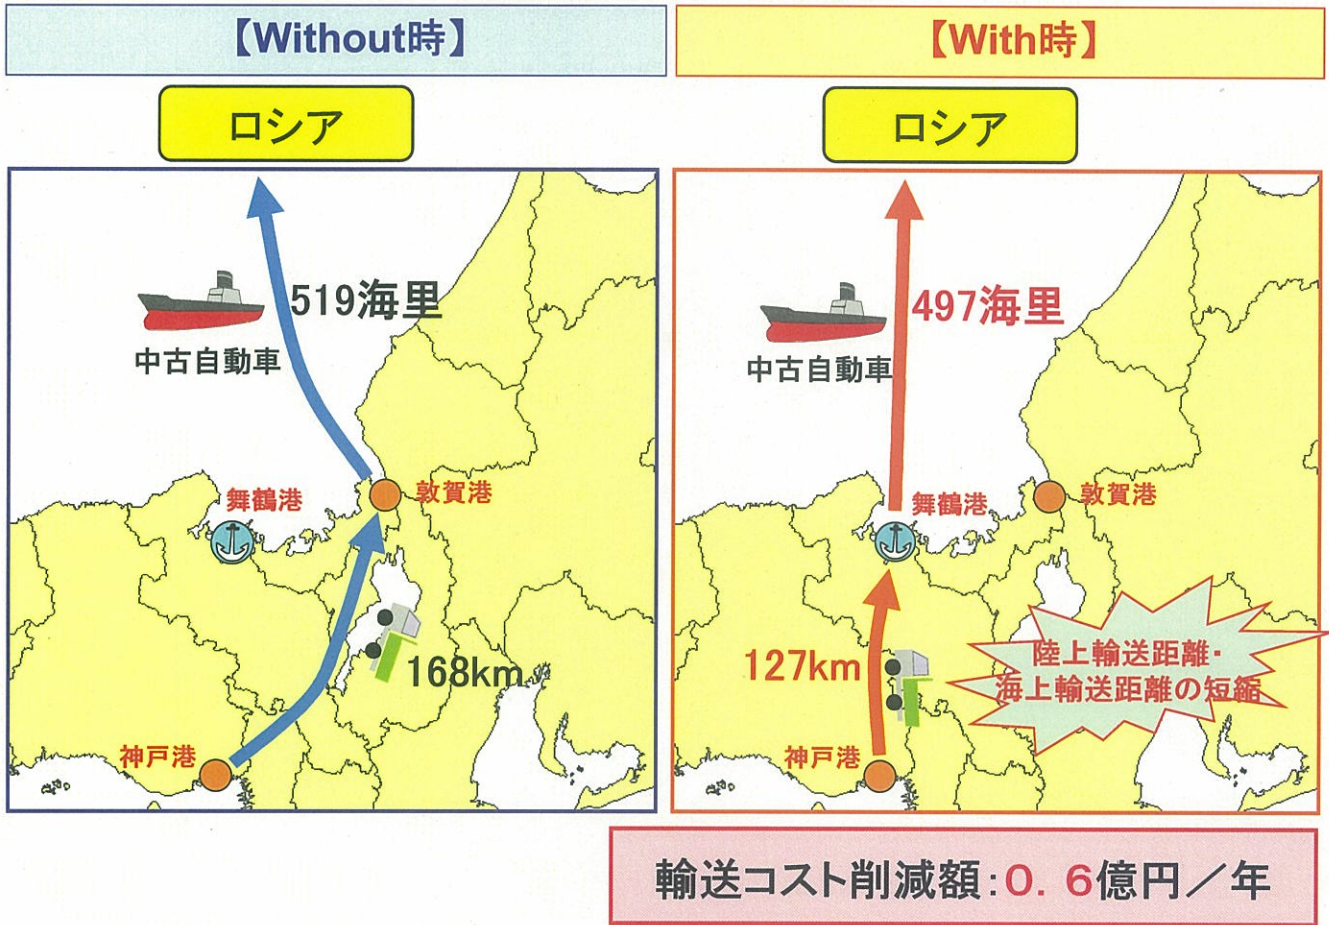 【Without時】
ロシア
519海里
中古自動車
舞鶴港
敦賀港
168km
神戸港
【With時】
ロシア
497海里
中古自動車
舞鶴港
敦賀港
127km
陸上輸送距離・
海上輸送距離の短縮
神戸港
輸送コスト削減額：０．６億円／年